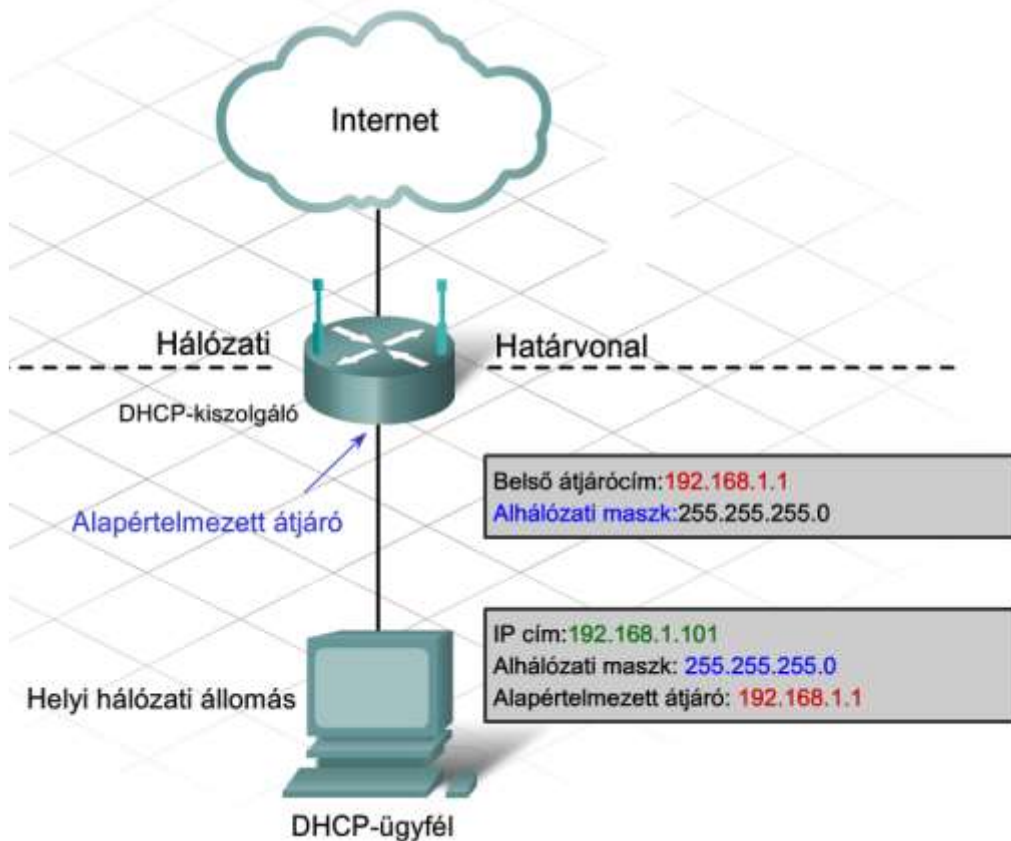 Internet
Hálózati
Határvonal
DHCP-kiszolgáló
Alapértelmezett átjáró
Belső átjárócím:192.168.1.1
Alhálózati maszk:255.255.255.0
IP cím:192.168.1.101
Alhálózati maszk: 255.255.255.0
Alapértelmezett átjáró: 192.168.1.1
Helyi hálózati állomás
DHCP-ügyfél